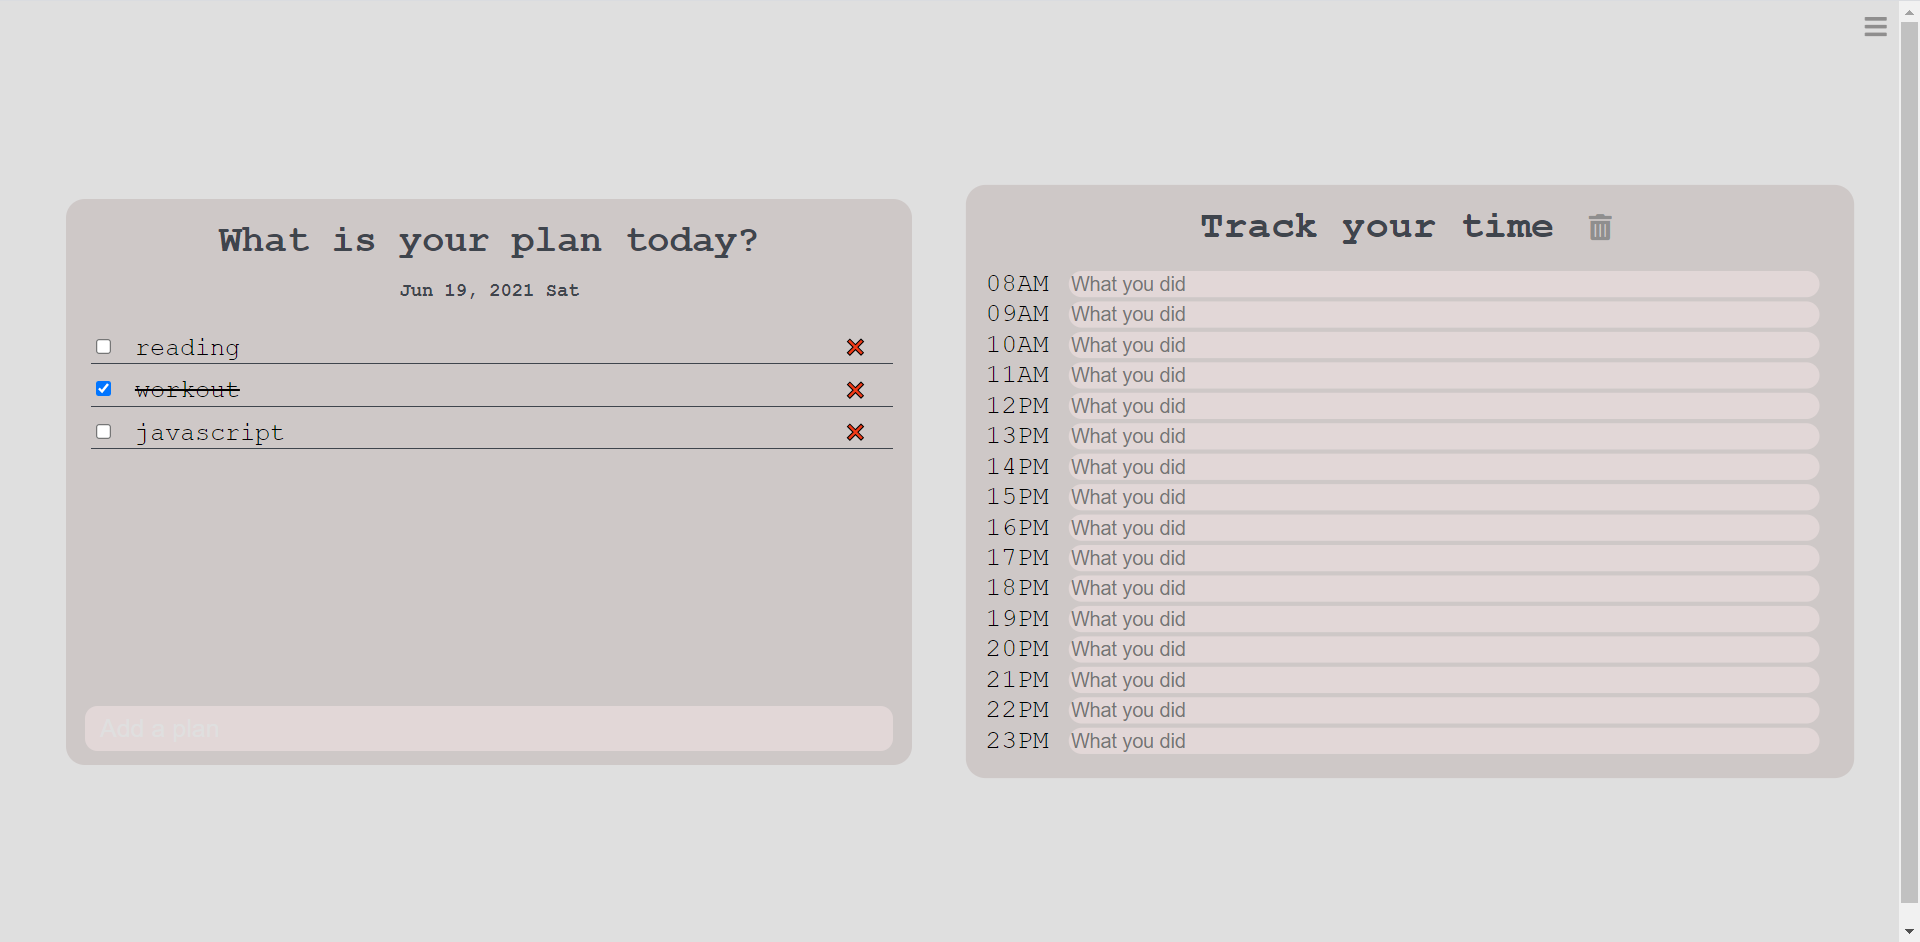 What is your plan today?
Jun 19, 2021 Sat
reading
workout
javascript
Add a plan
Track your time
08AM What you did
09AM What you did
10AM What you did
11AM What you did
12PM What you did
13PM What you did
14PM What you did
15PM What you did
16PM What you did
17PM What you did
18PM What you did
19PM What you did
20PM What you did
21PM What you did
22PM What you did
23PM What you did